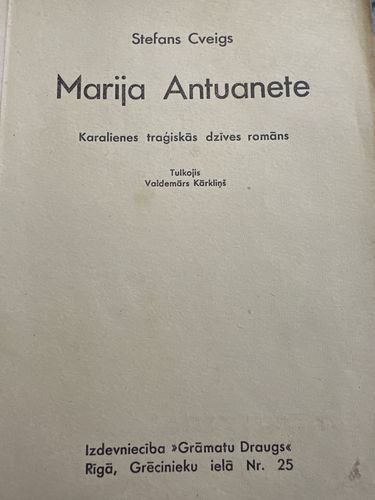 Stefans Cveigs
Marija Antuanete
Karalienes traģiskās dzīves romāns
Tulkojis
Valdemārs Kārkliņš
Izdevniecība »Grāmatu Draugs«
Rīgā, Grēcinieku ielā Nr. 25